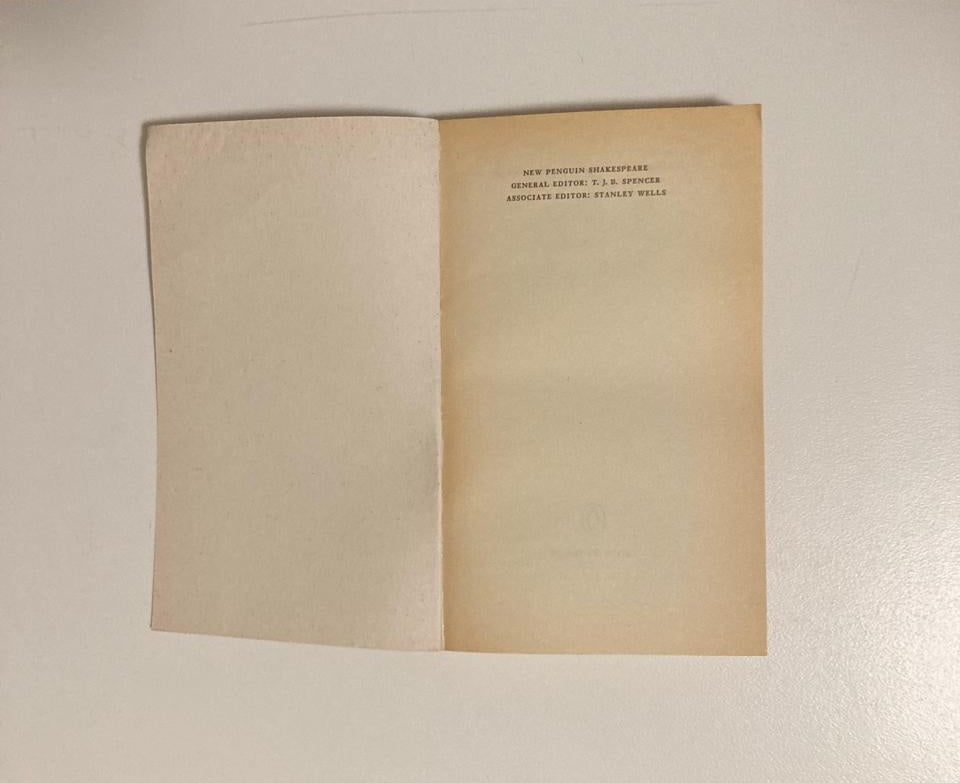 NEW PENGUIN SHAKESPEARE
GENERAL EDITOR: T. J. B. SPENCER
ASSOCIATE EDITOR: STANLEY WELLS